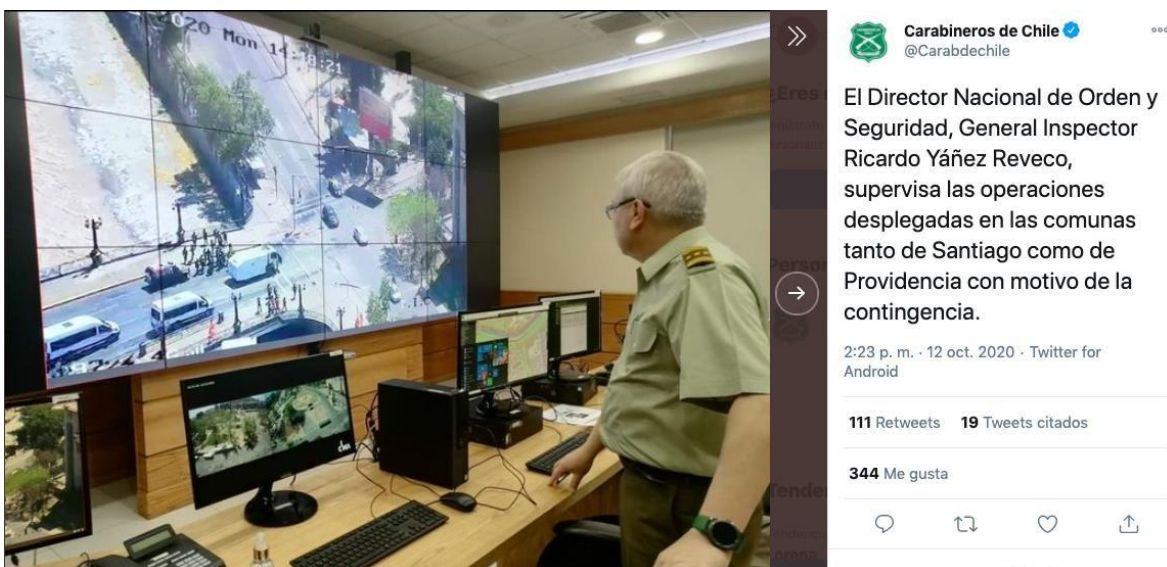 2020 Mon 14:
:21
Carabineros de Chile
@Carabdechile
El Director Nacional de Orden y
Seguridad, General Inspector
Ricardo Yáñez Reveco,
supervisa las operaciones
desplegadas en las comunas
tanto de Santiago como de
Providencia con motivo de la
contingencia.
2:23 p. m. · 12 oct. 2020 · Twitter for
Android
111 Retweets 19 Tweets citados
344 Me gusta